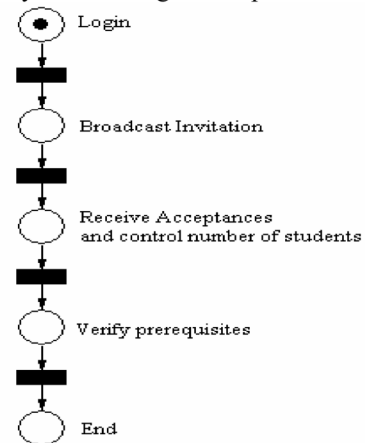 Login
Broadcast Invitation
Receive Acceptances
and control number of students
Verify prerequisites
End